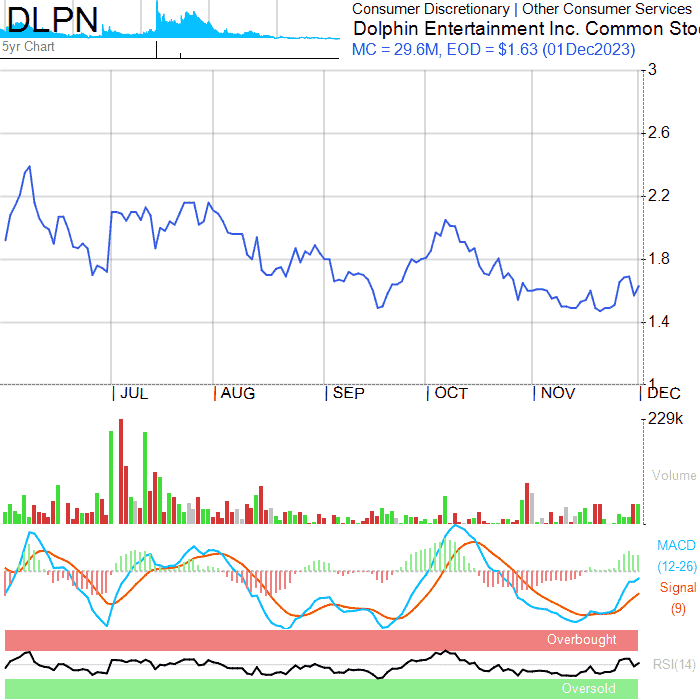 DLPN
5yr Chart
Consumer Discretionary | Other Consumer Services
Dolphin Entertainment Inc. Common Sto
MC = 29.6M, EOD = $1.63 (01Dec2023)
3
2.6
2.2
1.8
1.4
1
JUL
AUG
SEP
OCT
NOV
DEC
229k
Volume
MACD
(12-26)
Signal
(9)
Overbought
RSI(14)
Oversold